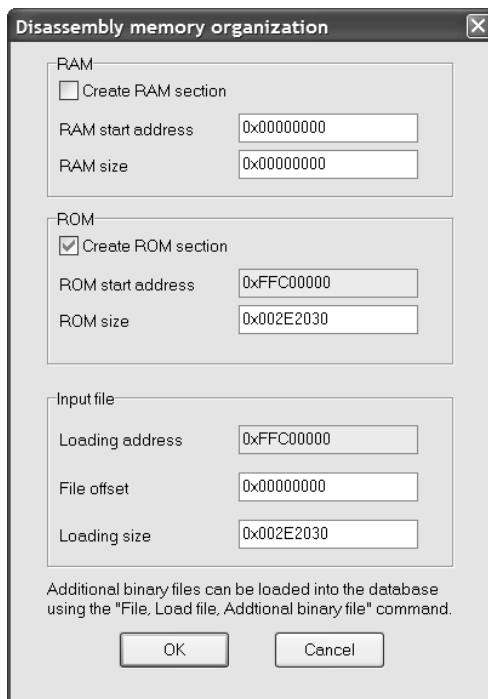 Disassembly memory organization
RAM
Create RAM section
RAM start address 0x00000000
RAM size 0x00000000
ROM
Create ROM section
ROM start address 0xFFC00000
ROM size 0x002E2030
Input file
Loading address 0xFFC00000
File offset 0x00000000
Loading size 0x002E2030
Additional binary files can be loaded into the database
using the "File, Load file, Addtional binary file" command.
OK Cancel